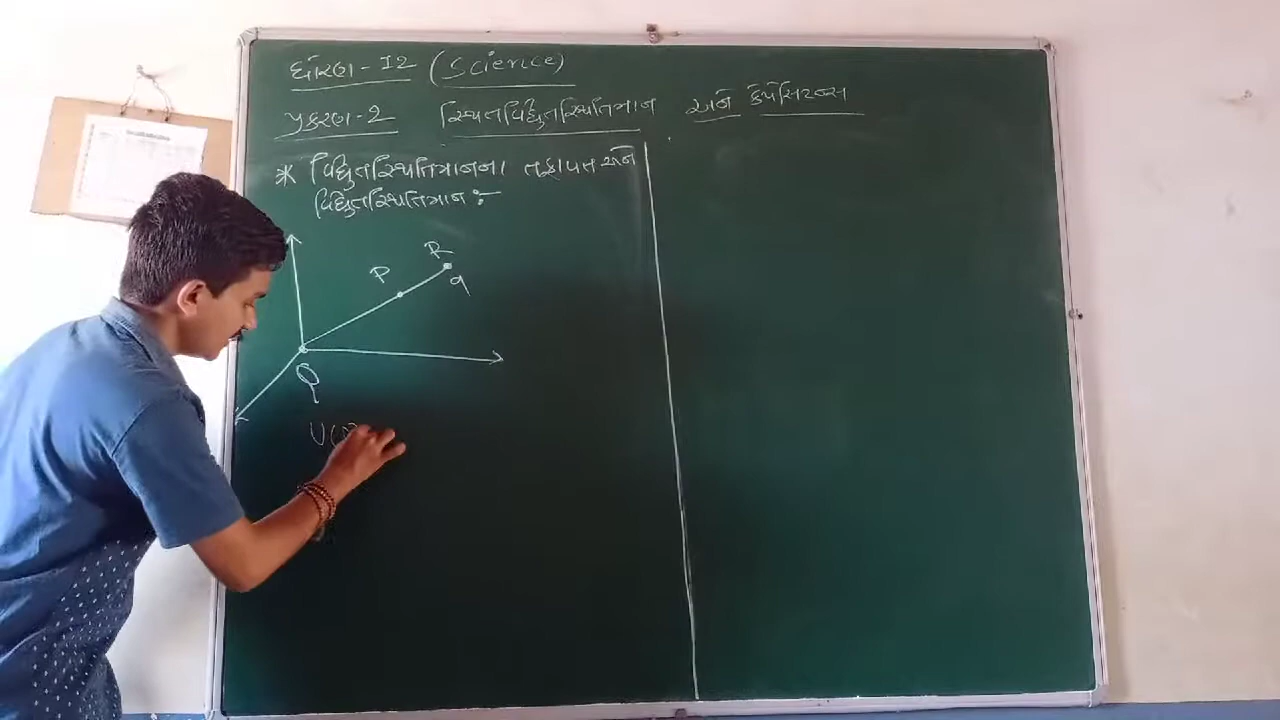 ધોરણ - 12 (Science)
પ્રકરણ - 2 સ્થિતવિદ્યુતસ્થિતિમાન અને કેપેસિટન્સ
* વિદ્યુતસ્થિતિમાનના તફાવત અને
વિદ્યુતસ્થિતિમાન :-
R
P
q
Q
U(